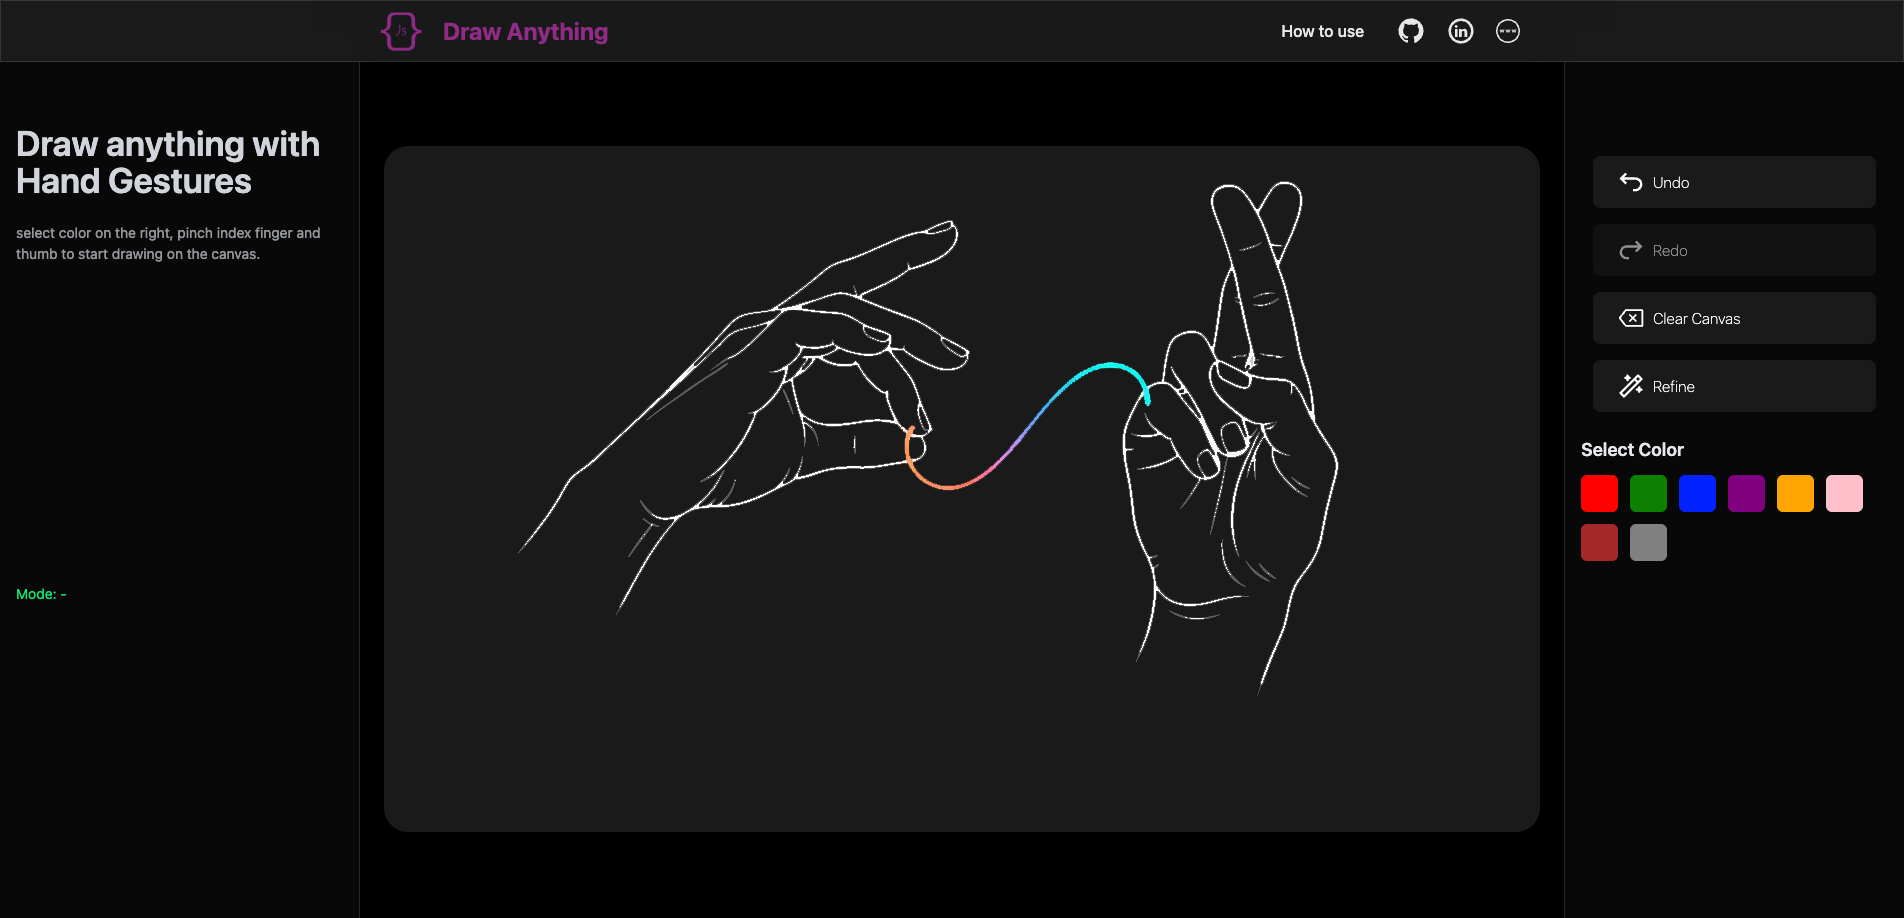 JS
Draw Anything
How to use
Draw anything with
Hand Gestures
select color on the right, pinch index finger and
thumb to start drawing on the canvas.
Mode: -
Undo
Redo
Clear Canvas
Refine
Select Color